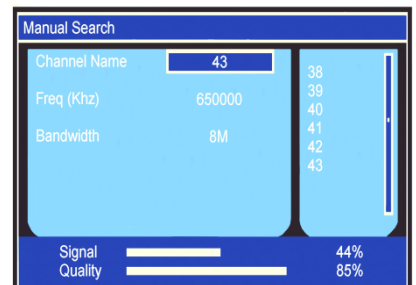 Manual Search
Channel Name 43
Freq (Khz) 650000
Bandwidth 8M
38
39
40
41
42
43
Signal 44%
Quality 85%